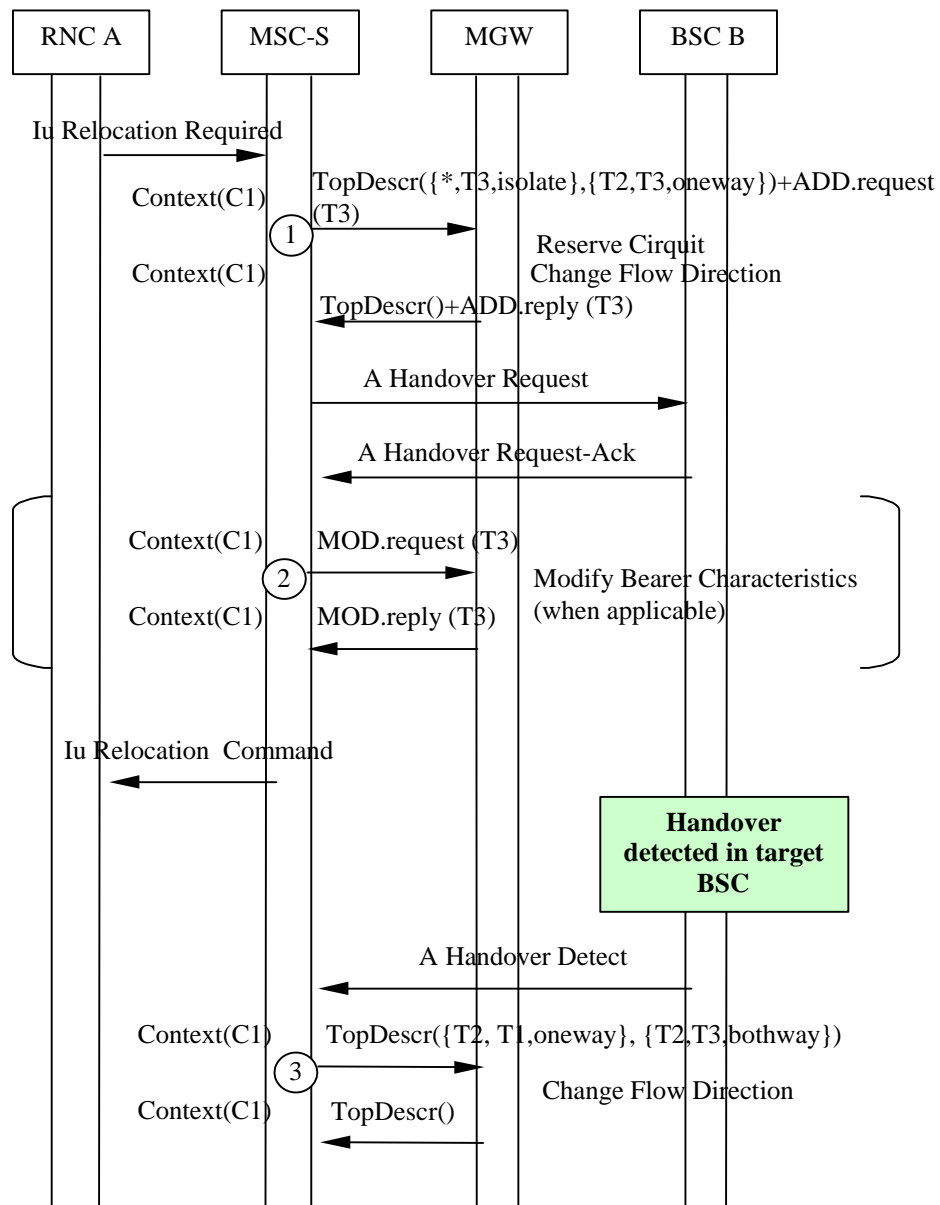 RNC A
MSC-S
MGW
BSC B
Iu Relocation Required
Context(C1)
TopDescr({*,T3,isolate},{T2,T3,oneway})+ADD.request
(T3)
1
Reserve Cirquit
Context(C1)
Change Flow Direction
TopDescr()+ADD.reply (T3)
A Handover Request
A Handover Request-Ack
Context(C1)
MOD.request (T3)
2
Modify Bearer Characteristics
(when applicable)
Context(C1)
MOD.reply (T3)
Iu Relocation Command
Handover
detected in target
BSC
A Handover Detect
Context(C1)
TopDescr({T2, T1,oneway}, {T2,T3,bothway})
3
Change Flow Direction
Context(C1)
TopDescr()